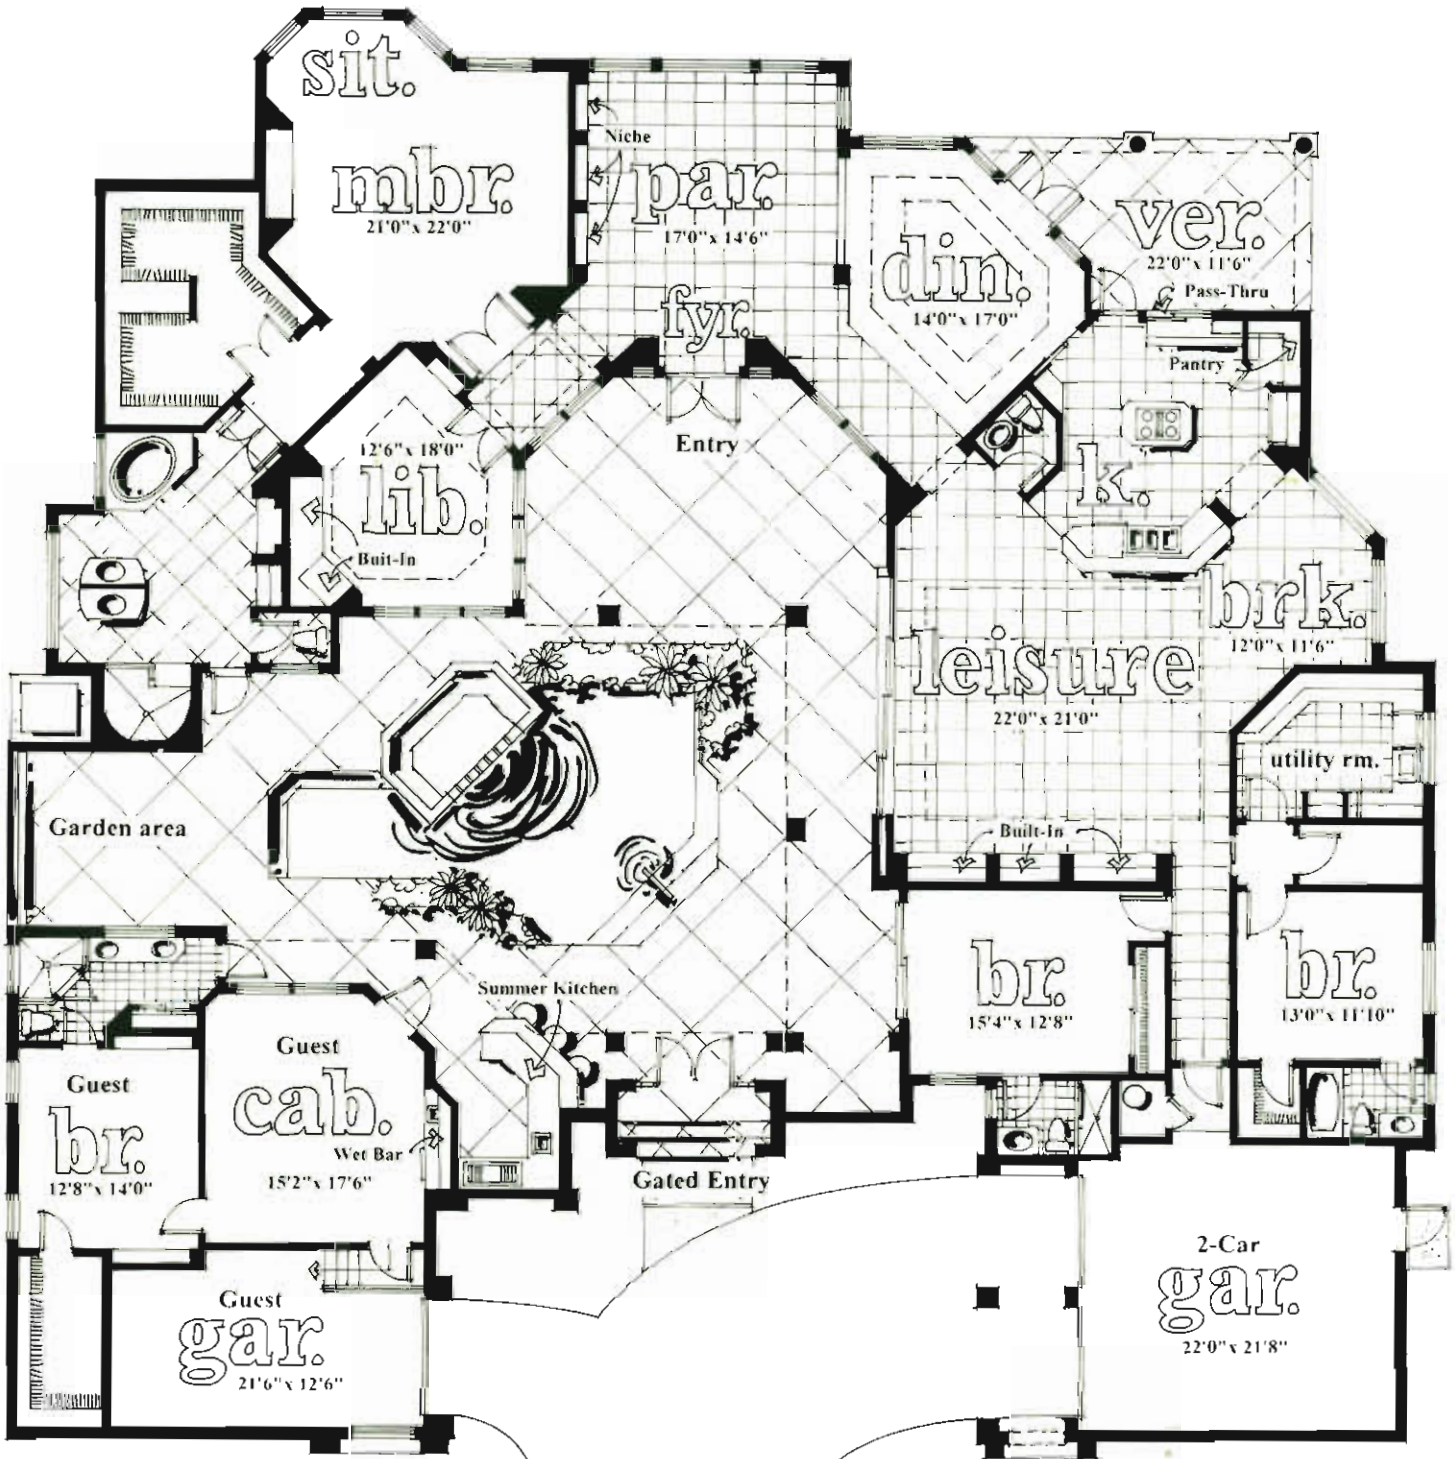 sit.
mbr.
21'0" x 22'0"
Niche
par.
17'0" x 14'6"
fyr.
din.
14'0" x 17'0"
ver.
22'0" x 11'6"
Pass-Thru
Pantry
k.
Entry
12'6" x 18'0"
lib.
Buit-In
brk.
12'0" x 11'6"
leisure
22'0" x 21'0"
utility rm.
Built-In
Garden area
Summer Kitchen
br.
15'4" x 12'8"
br.
13'0" x 11'10"
Guest
br.
12'8" x 14'0"
Guest
cab.
Wet Bar
15'2" x 17'6"
Gated Entry
Guest
gar.
21'6" x 12'6"
2-Car
gar.
22'0" x 21'8"